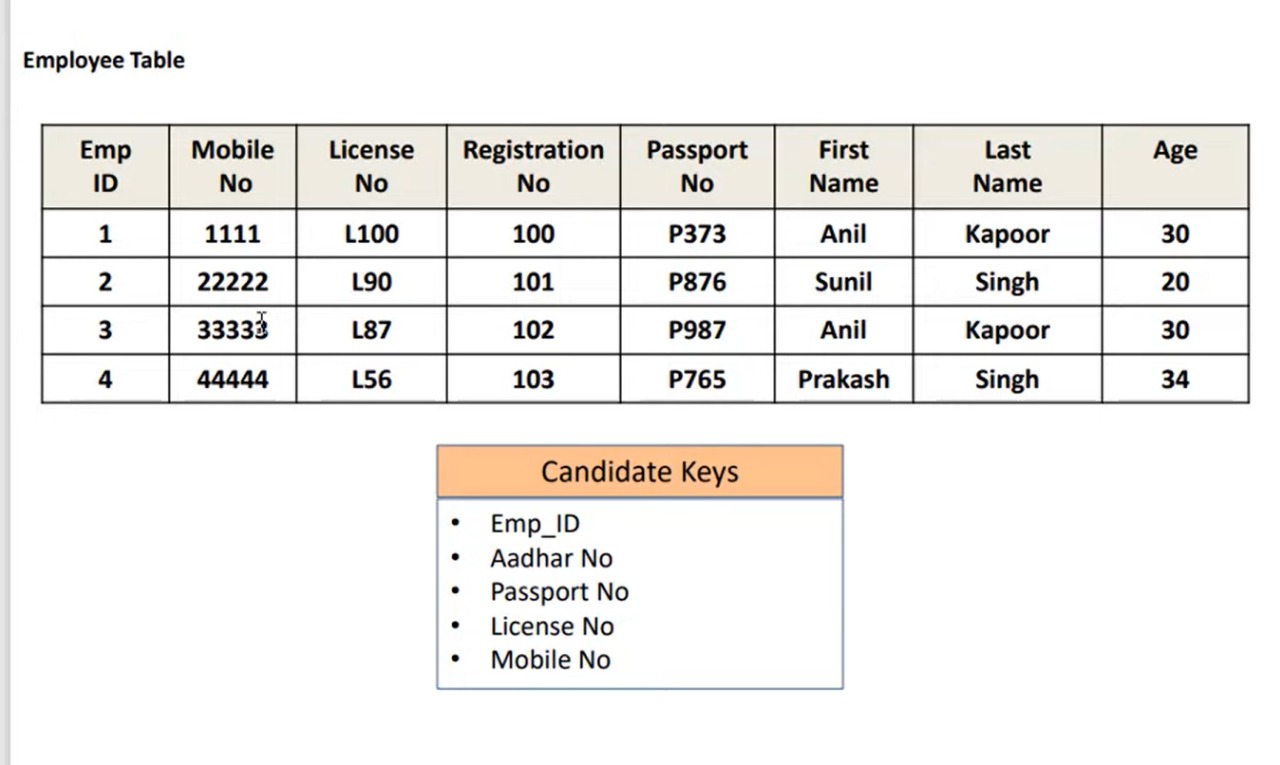 Employee Table
Emp ID Mobile No License No Registration No Passport No First Name Last Name Age
1 1111 L100 100 P373 Anil Kapoor 30
2 22222 L90 101 P876 Sunil Singh 20
3 33333 L87 102 P987 Anil Kapoor 30
4 44444 L56 103 P765 Prakash Singh 34
Candidate Keys
• Emp_ID
• Aadhar No
• Passport No
• License No
• Mobile No